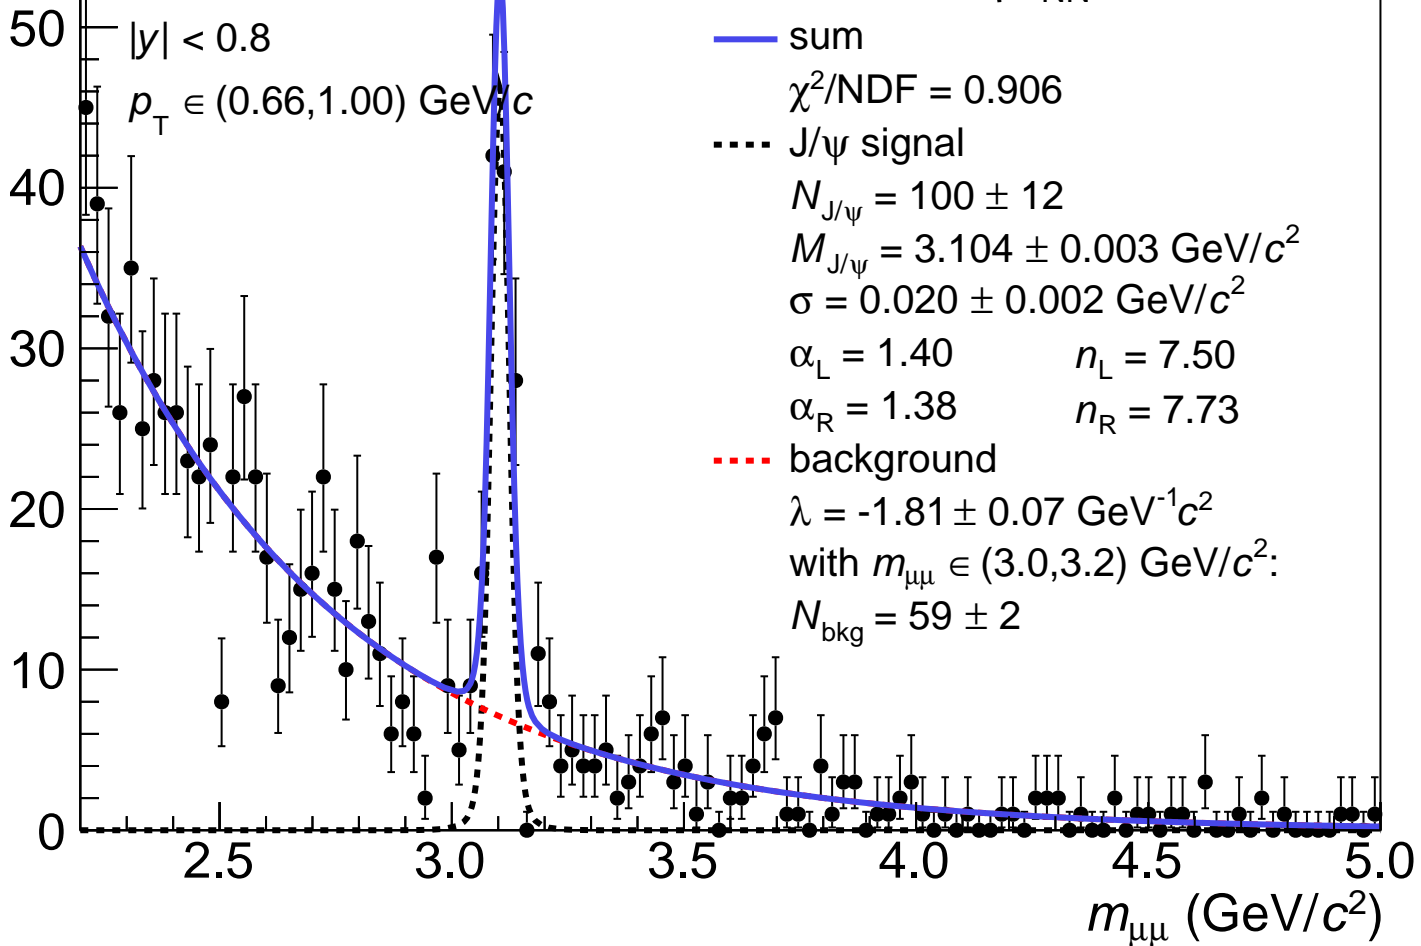 NN
|y| < 0.8
sum
p_T ∈ (0.66,1.00) GeV/c
χ²/NDF = 0.906
J/ψ signal
N_J/ψ = 100 ± 12
M_J/ψ = 3.104 ± 0.003 GeV/c²
σ = 0.020 ± 0.002 GeV/c²
α_L = 1.40 n_L = 7.50
α_R = 1.38 n_R = 7.73
background
λ = -1.81 ± 0.07 GeV⁻¹c²
with m_μμ ∈ (3.0,3.2) GeV/c²:
N_bkg = 59 ± 2
50
40
30
20
10
0
2.5 3.0 3.5 4.0 4.5 5.0
m_μμ (GeV/c²)